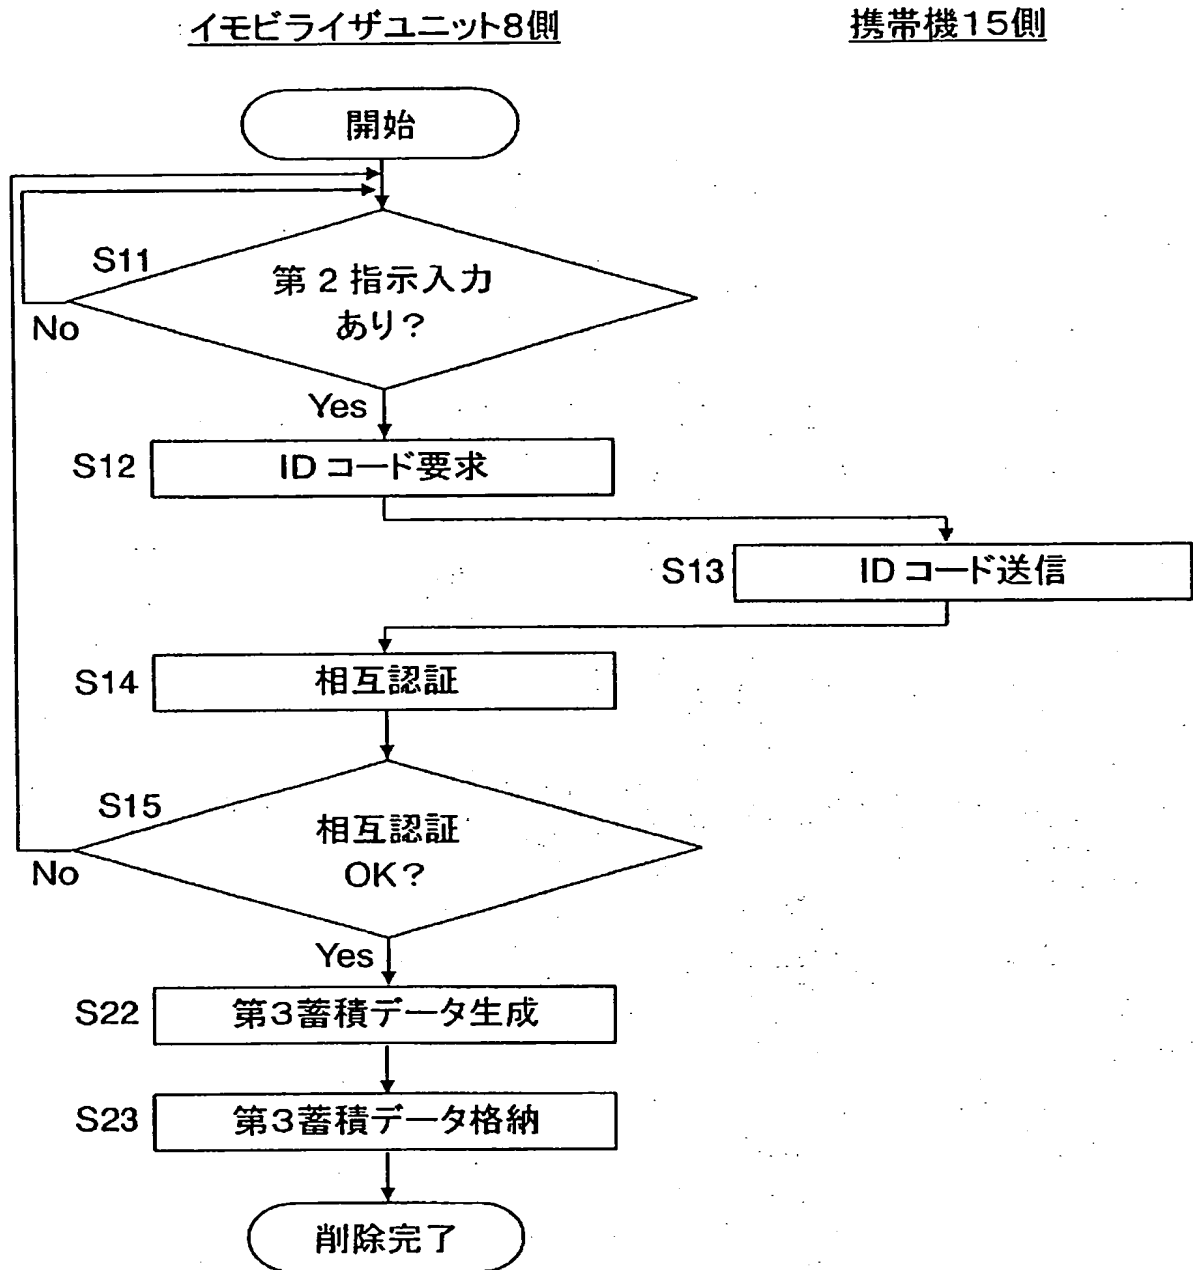 イモビライザユニット8側
携帯機15側
開始
S11
第2指示入力
あり?
No
Yes
S12
IDコード要求
S13
IDコード送信
S14
相互認証
S15
相互認証
OK?
No
Yes
S22
第3蓄積データ生成
S23
第3蓄積データ格納
削除完了